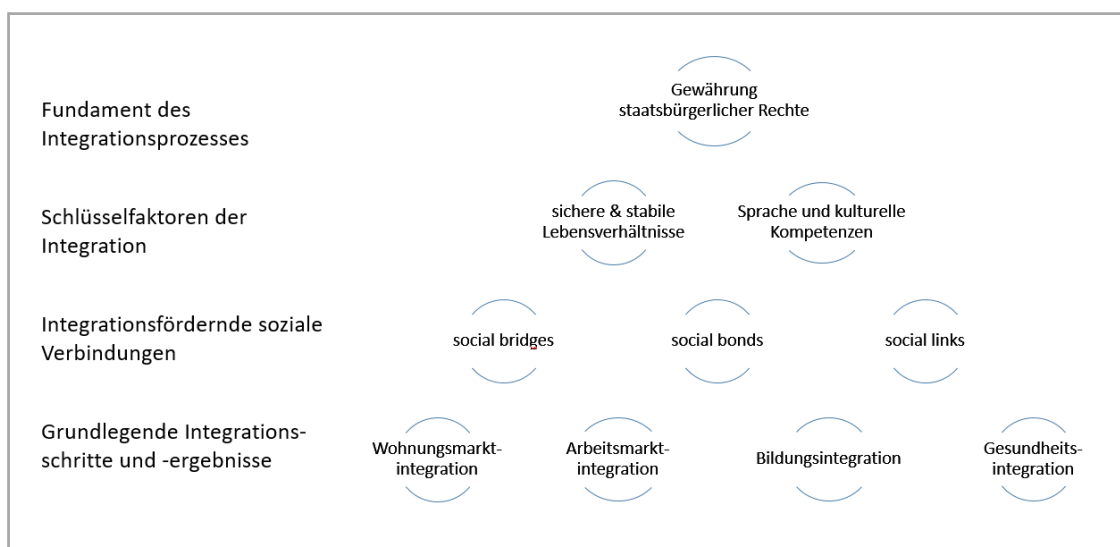 Fundament des
Integrationsprozesses
Gewährung
staatsbürgerlicher Rechte
Schlüsselfaktoren der
Integration
sichere & stabile
Lebensverhältnisse
Sprache und kulturelle
Kompetenzen
Integrationsfördernde soziale
Verbindungen
social bridges
social bonds
social links
Grundlegende Integrations-
schritte und -ergebnisse
Wohnungsmarkt-
integration
Arbeitsmarkt-
integration
Bildungsintegration
Gesundheits-
integration